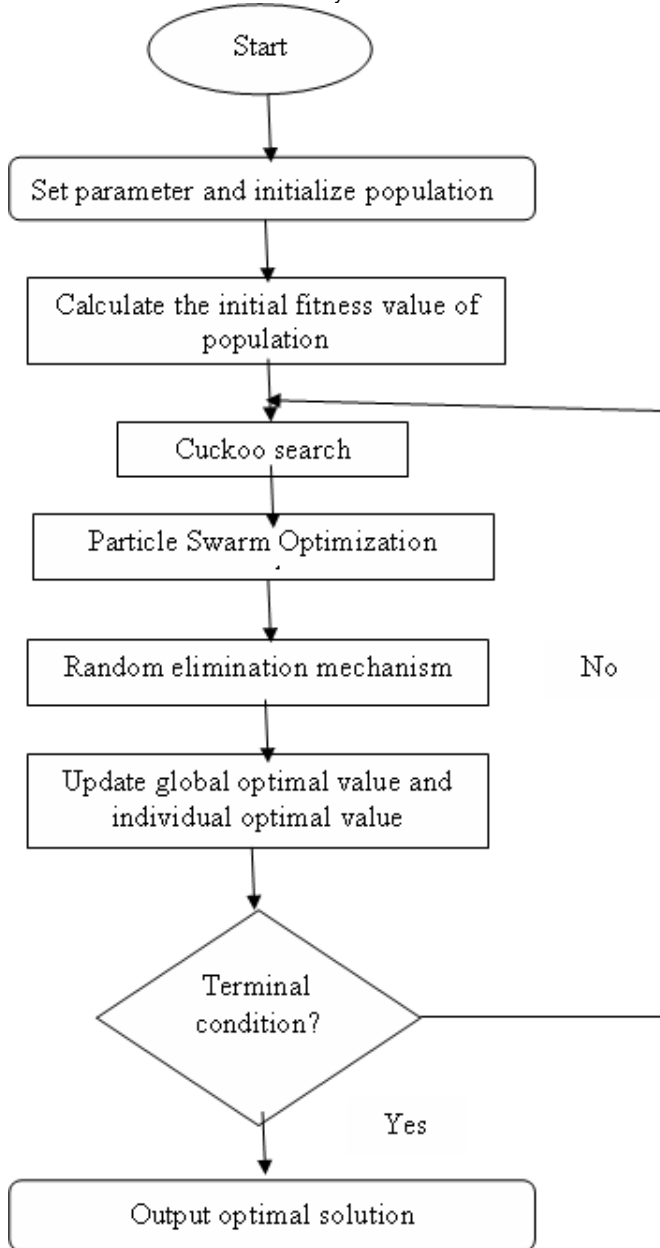 Start
Set parameter and initialize population
Calculate the initial fitness value of
population
Cuckoo search
Particle Swarm Optimization
Random elimination mechanism
No
Update global optimal value and
individual optimal value
Terminal
condition?
Yes
Output optimal solution